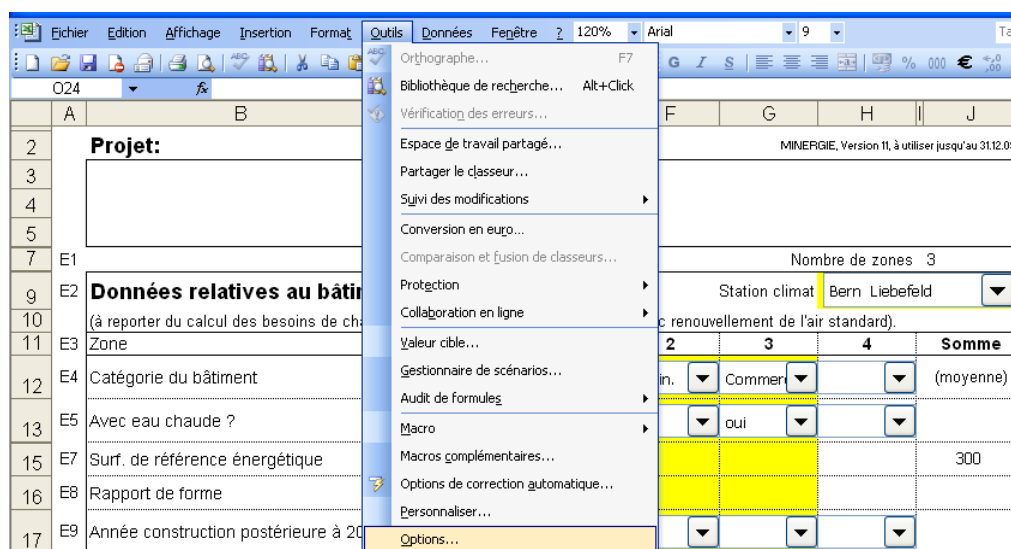 Fichier Edition Affichage Insertion Format Outils Données Fenêtre ? 120% Arial 9
ABC G I S % 000 €
O24 fx
A B F G H I J
Orthographe... F7
Bibliothèque de recherche... Alt+Click
Vérification des erreurs...
Espace de travail partagé...
Partager le classeur...
Suivi des modifications
Conversion en euro...
Comparaison et fusion de classeurs...
Protection
Collaboration en ligne
Valeur cible...
Gestionnaire de scénarios...
Audit de formules
Macro
Macros complémentaires...
Options de correction automatique...
Personnaliser...
Options...
2 Projet: MINERGIE, Version 11, à utiliser jusqu'au 31.12.0
3
4
5
7 E1 Nombre de zones 3
9 E2 Données relatives au Station climat Bern Liebefeld
10 (à reporter du calcul des besoins de renouvellement de l'air standard).
11 E3 Zone 2 3 4 Somme
12 E4 Catégorie du bâtiment in. Commer (moyenne)
13 E5 Avec eau chaude ? oui
15 E7 Surf. de référence énergétique 300
16 E8 Rapport de forme
17 E9 Année construction postérieure à 20